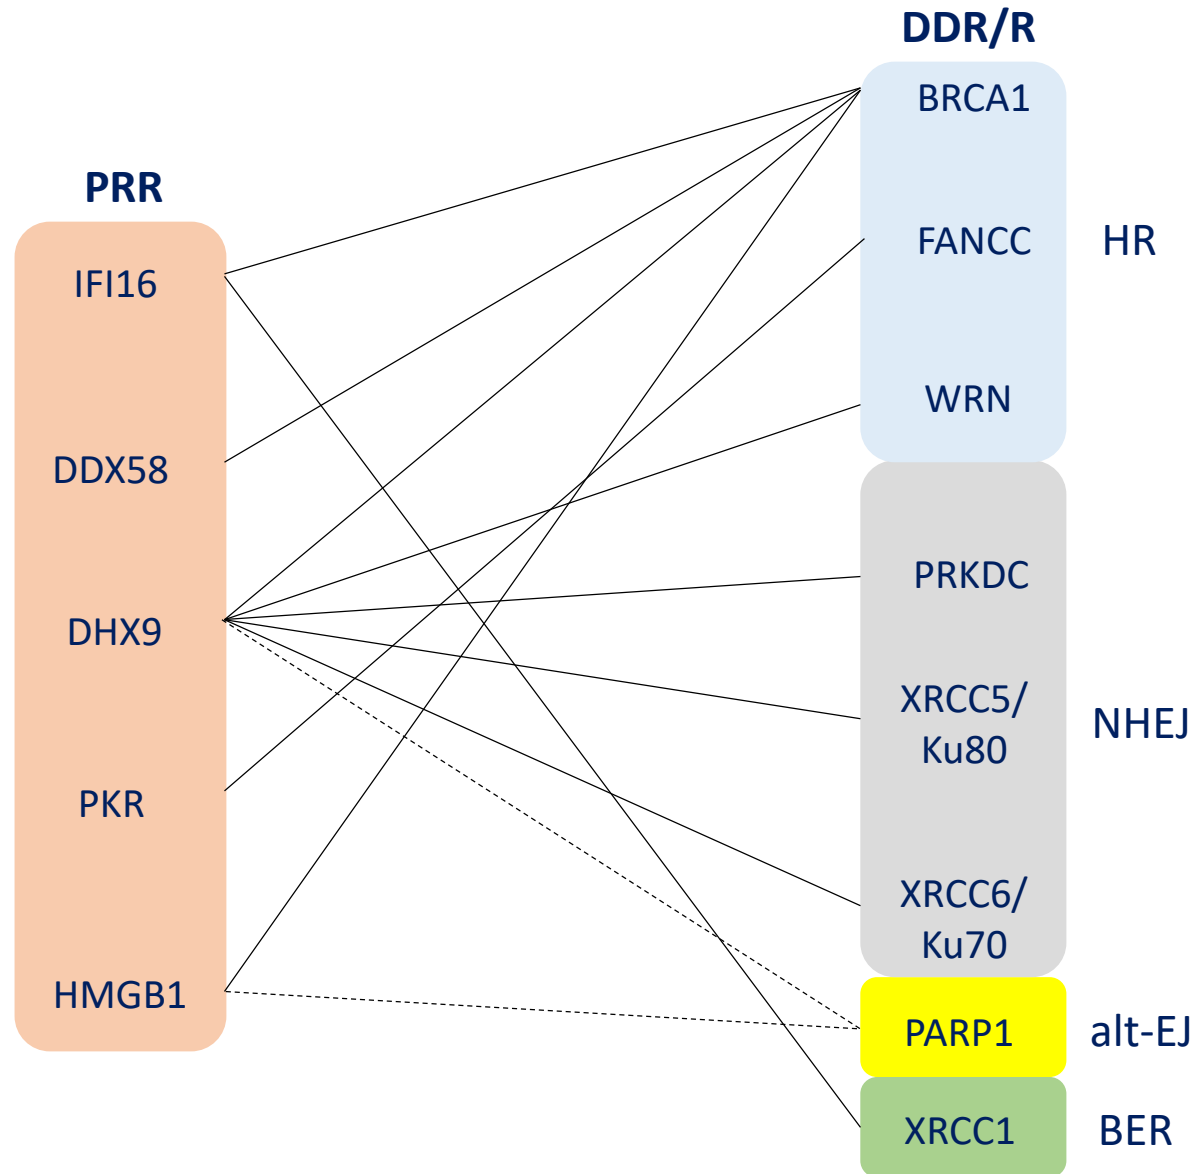 PRR
IFI16
DDX58
DHX9
PKR
HMGB1
DDR/R
BRCA1
FANCC
WRN
HR
PRKDC
XRCC5/
Ku80
XRCC6/
Ku70
NHEJ
PARP1
alt-EJ
XRCC1
BER